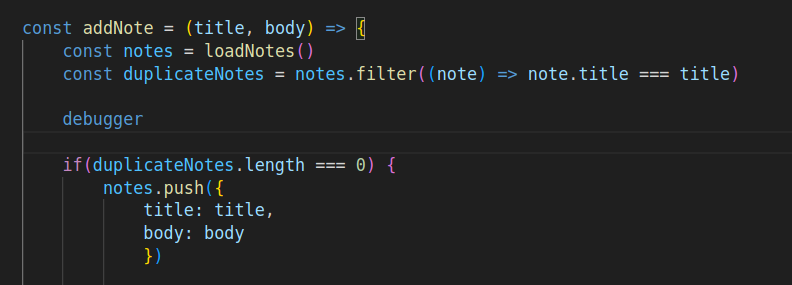 const addNote = (title, body) => {
    const notes = loadNotes()
    const duplicateNotes = notes.filter((note) => note.title === title)
    debugger
    if(duplicateNotes.length === 0) {
        notes.push({
            title: title,
            body: body
            })